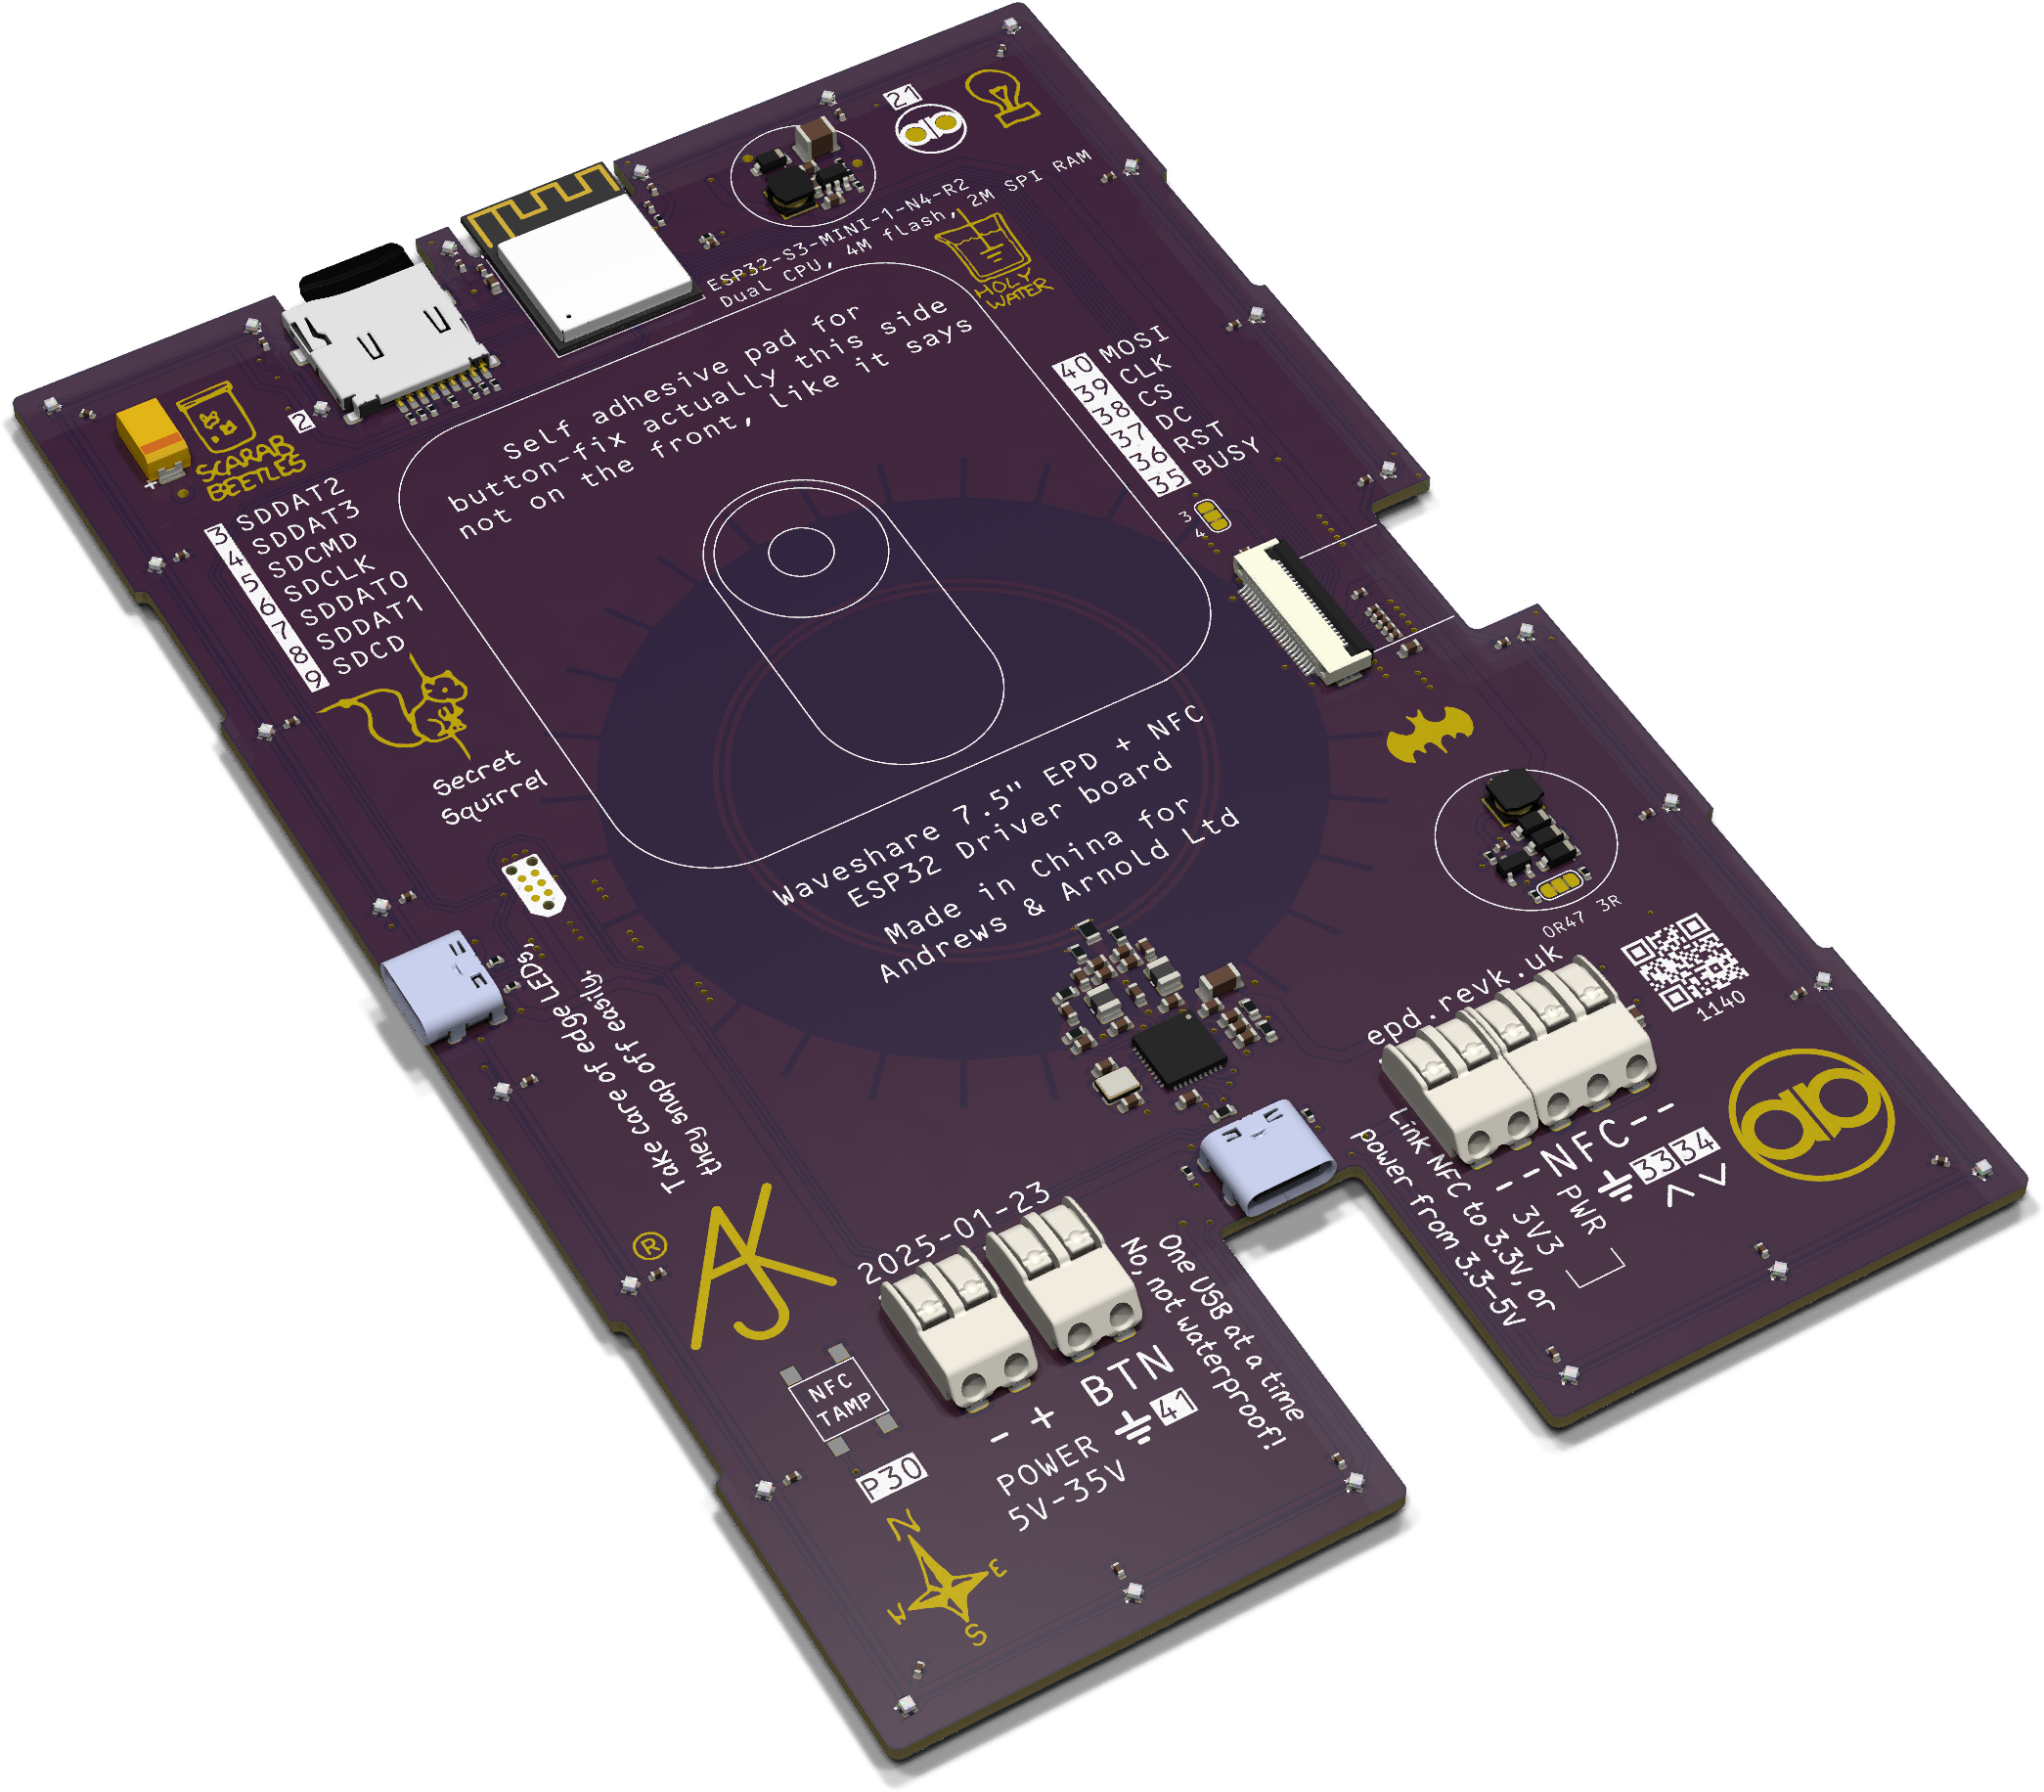 21
ESP32-S3-MINI-1-N4-R2
Dual CPU, 4M flash, 2M SPI RAM
HOLY
WATER
Self adhesive pad for
button-fix actually this side
not on the front, like it says
40 MOSI
39 CLK
38 CS
37 DC
36 RST
35 BUSY
3
4
2
SCARAB
BEETLES
+
3 SDDAT2
4 SDDAT3
5 SDCMD
6 SDCLK
7 SDDAT0
8 SDDAT1
9 SDCD
Secret
Squirrel
Waveshare 7.5" EPD + NFC
ESP32 Driver board
Made in China for
Andrews & Arnold Ltd
0R47 3R
epd.revk.uk
1140
Take care of edge LEDs,
they snap off easily.
--NFC--
3V3 PWR 33 34
Link NFC to 3.3v, or
power from 3.3-5v
AJK ®
2025-01-23
One USB at a time
No, not waterproof!
NFC
TAMP
P30
- + BTN
41
POWER
5V-35V
N
E
W
S